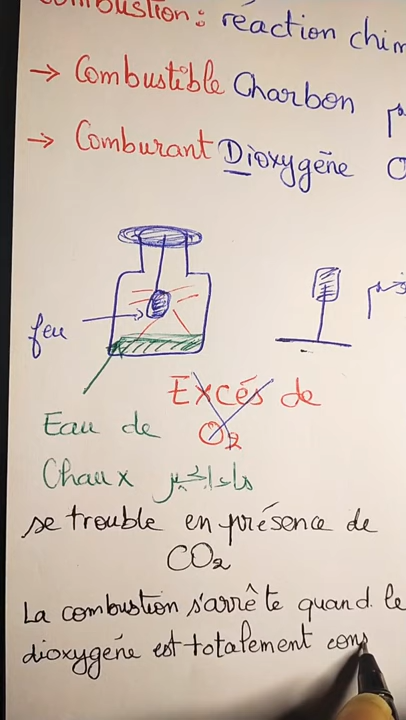 combustion : réaction chim
→ Combustible Charbon
→ Comburant Dioxygène O
feu
Excés de
O2
Eau de
Chaux ماء الجير
se trouble en présence de
CO2
La combustion s'arrête quand le
dioxygène est totalement cons